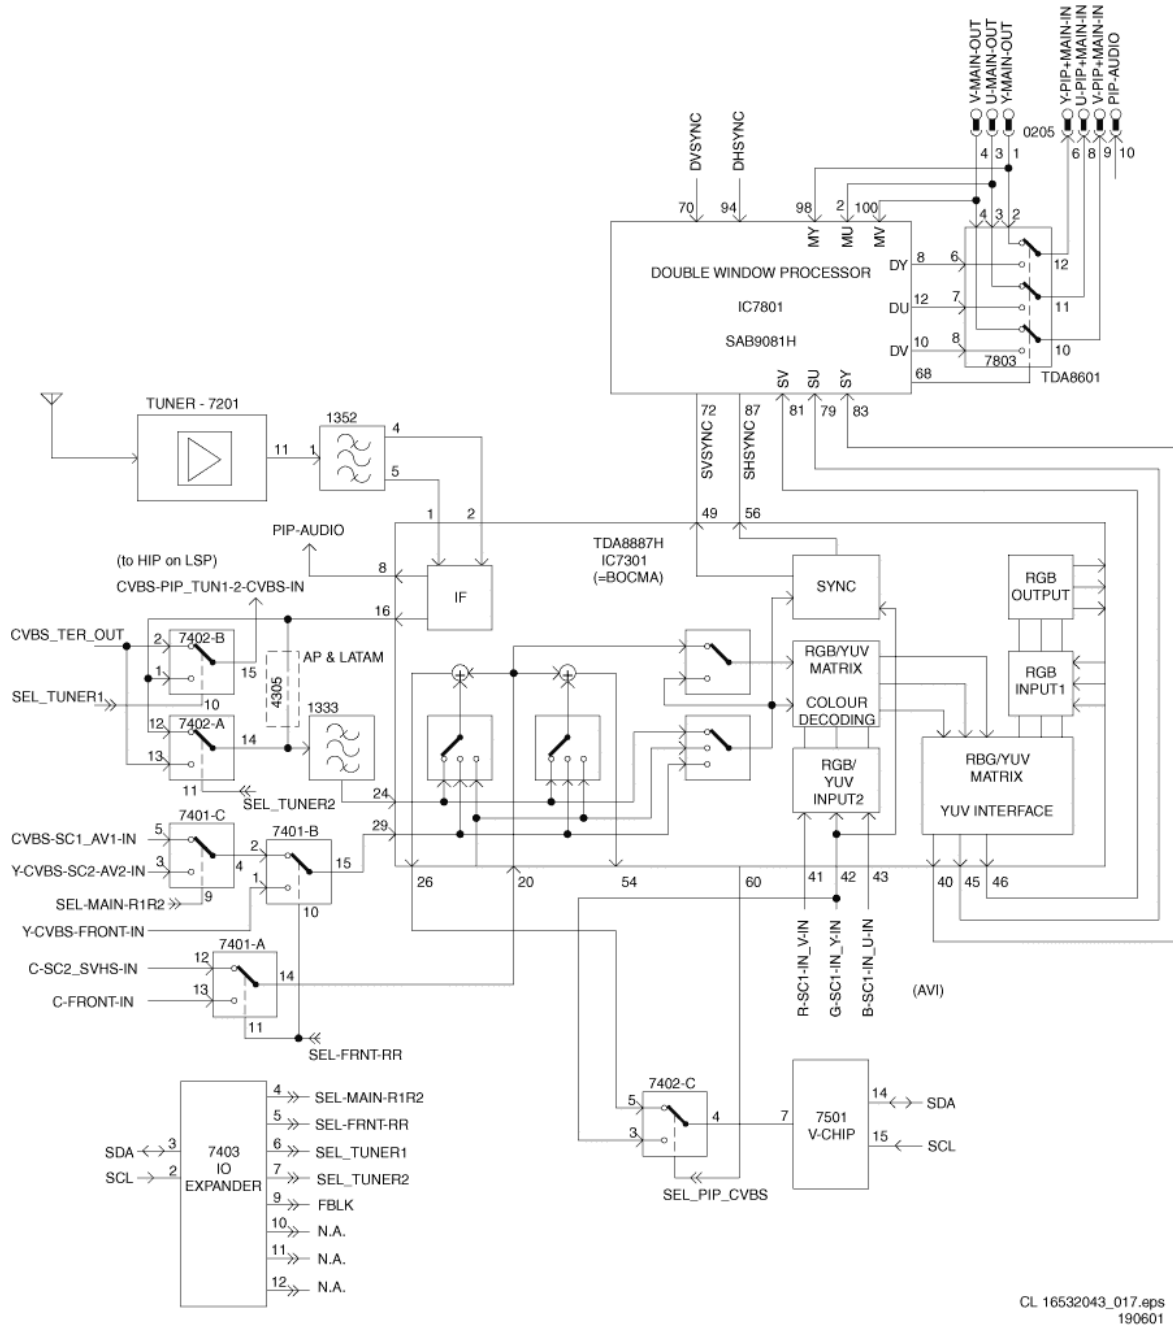 V-MAIN-OUT
U-MAIN-OUT
Y-MAIN-OUT
Y-PIP+MAIN-IN
U-PIP+MAIN-IN
V-PIP+MAIN-IN
PIP-AUDIO
0205
4 3 1 6 8 9 10
DVSYNC
DHSYNC
70 94 98 2 100
4 3 2
MY MU MV
DOUBLE WINDOW PROCESSOR
IC7801
SAB9081H
DY 8 6 12
DU 12 7 11
DV 10 8 10
7803
TDA8601
68
SV SU SY
72 87 81 79 83
SVSYNC
SHSYNC
TUNER - 7201
11 1
1352
4
5
1 2
49 56
PIP-AUDIO
8
IF
16
TDA8887H
IC7301
(=BOCMA)
SYNC
RGB
OUTPUT
RGB
INPUT1
(to HIP on LSP)
CVBS-PIP_TUN1-2-CVBS-IN
CVBS_TER_OUT
2 7402-B
1
15
10
SEL_TUNER1
AP & LATAM
4305
12 7402-A
13
14
11
SEL_TUNER2
1333
24
RGB/YUV
MATRIX
COLOUR
DECODING
RGB/
YUV
INPUT2
RBG/YUV
MATRIX
YUV INTERFACE
7401-C
CVBS-SC1_AV1-IN
5
Y-CVBS-SC2-AV2-IN
3
4
9
SEL-MAIN-R1R2
7401-B
2
1
15
10
29
Y-CVBS-FRONT-IN
26 20 54 60 41 42 43 40 45 46
7401-A
C-SC2_SVHS-IN
12
C-FRONT-IN
13
14
11
SEL-FRNT-RR
R-SC1-IN_V-IN
G-SC1-IN_Y-IN
B-SC1-IN_U-IN
(AVI)
7402-C
5
3
4
7
SEL_PIP_CVBS
7501
V-CHIP
14 SDA
15 SCL
SDA 3
SCL 2
7403
IO
EXPANDER
4 SEL-MAIN-R1R2
5 SEL-FRNT-RR
6 SEL_TUNER1
7 SEL_TUNER2
9 FBLK
10 N.A.
11 N.A.
12 N.A.
CL 16532043_017.eps
190601